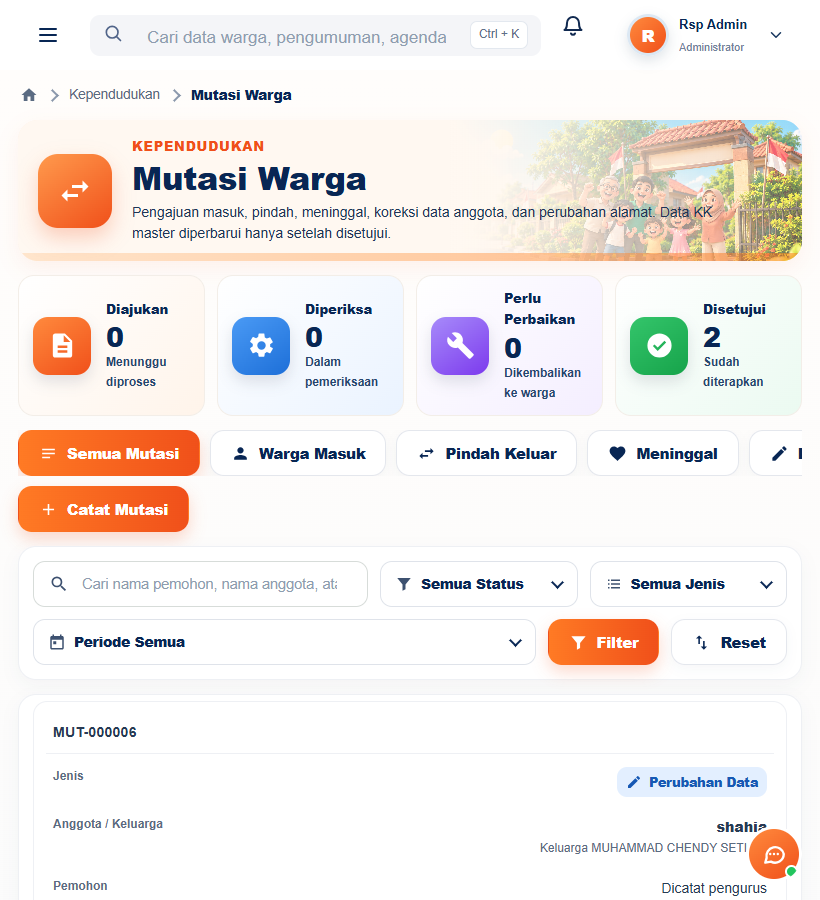 Cari data warga, pengumuman, agenda
Ctrl + K
R
Rsp Admin
Administrator
Kependudukan
Mutasi Warga
KEPENDUDUKAN
Mutasi Warga
Pengajuan masuk, pindah, meninggal, koreksi data anggota, dan perubahan alamat. Data KK
master diperbarui hanya setelah disetujui.
Diajukan
0
Menunggu
diproses
Diperiksa
0
Dalam
pemeriksaan
Perlu
Perbaikan
0
Dikembalikan
ke warga
Disetujui
2
Sudah
diterapkan
Semua Mutasi
Warga Masuk
Pindah Keluar
Meninggal
Catat Mutasi
Cari nama pemohon, nama anggota, ata
Semua Status
Semua Jenis
Periode Semua
Filter
Reset
MUT-000006
Jenis
Perubahan Data
Anggota / Keluarga
shahia
Keluarga MUHAMMAD CHENDY SETI
Pemohon
Dicatat pengurus